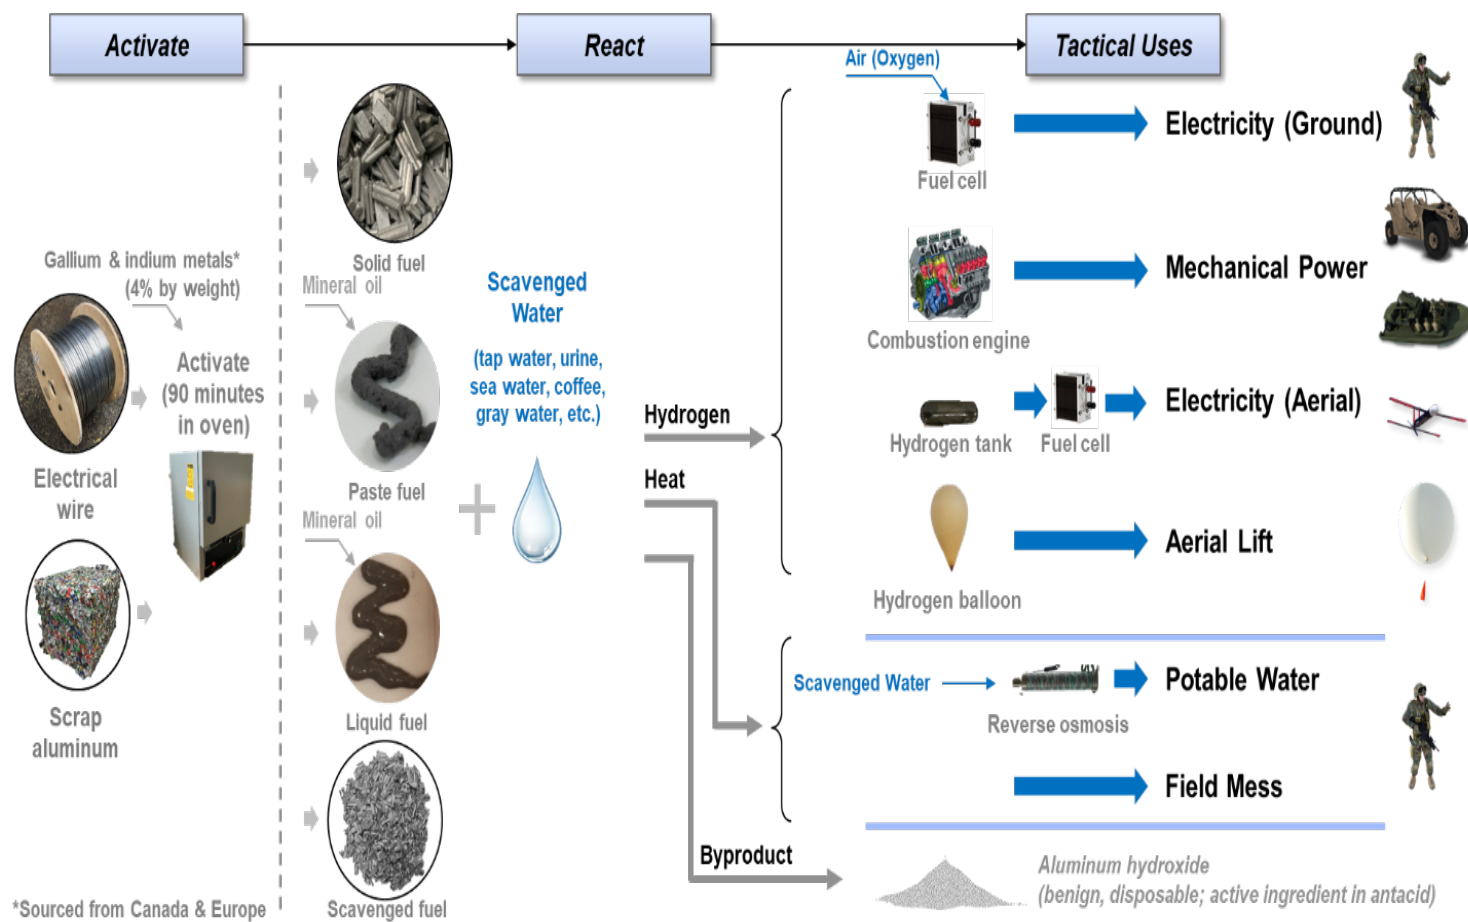 Activate
React
Tactical Uses
Gallium & indium metals*
(4% by weight)
Activate
(90 minutes
in oven)
Electrical
wire
Scrap
aluminum
*Sourced from Canada & Europe
Solid fuel
Mineral oil
Paste fuel
Mineral oil
Liquid fuel
Scavenged fuel
Scavenged
Water
(tap water, urine,
sea water, coffee,
gray water, etc.)
Hydrogen
Heat
Byproduct
Air (Oxygen)
Fuel cell
Electricity (Ground)
Combustion engine
Mechanical Power
Hydrogen tank
Fuel cell
Electricity (Aerial)
Hydrogen balloon
Aerial Lift
Scavenged Water
Reverse osmosis
Potable Water
Field Mess
Aluminum hydroxide
(benign, disposable; active ingredient in antacid)